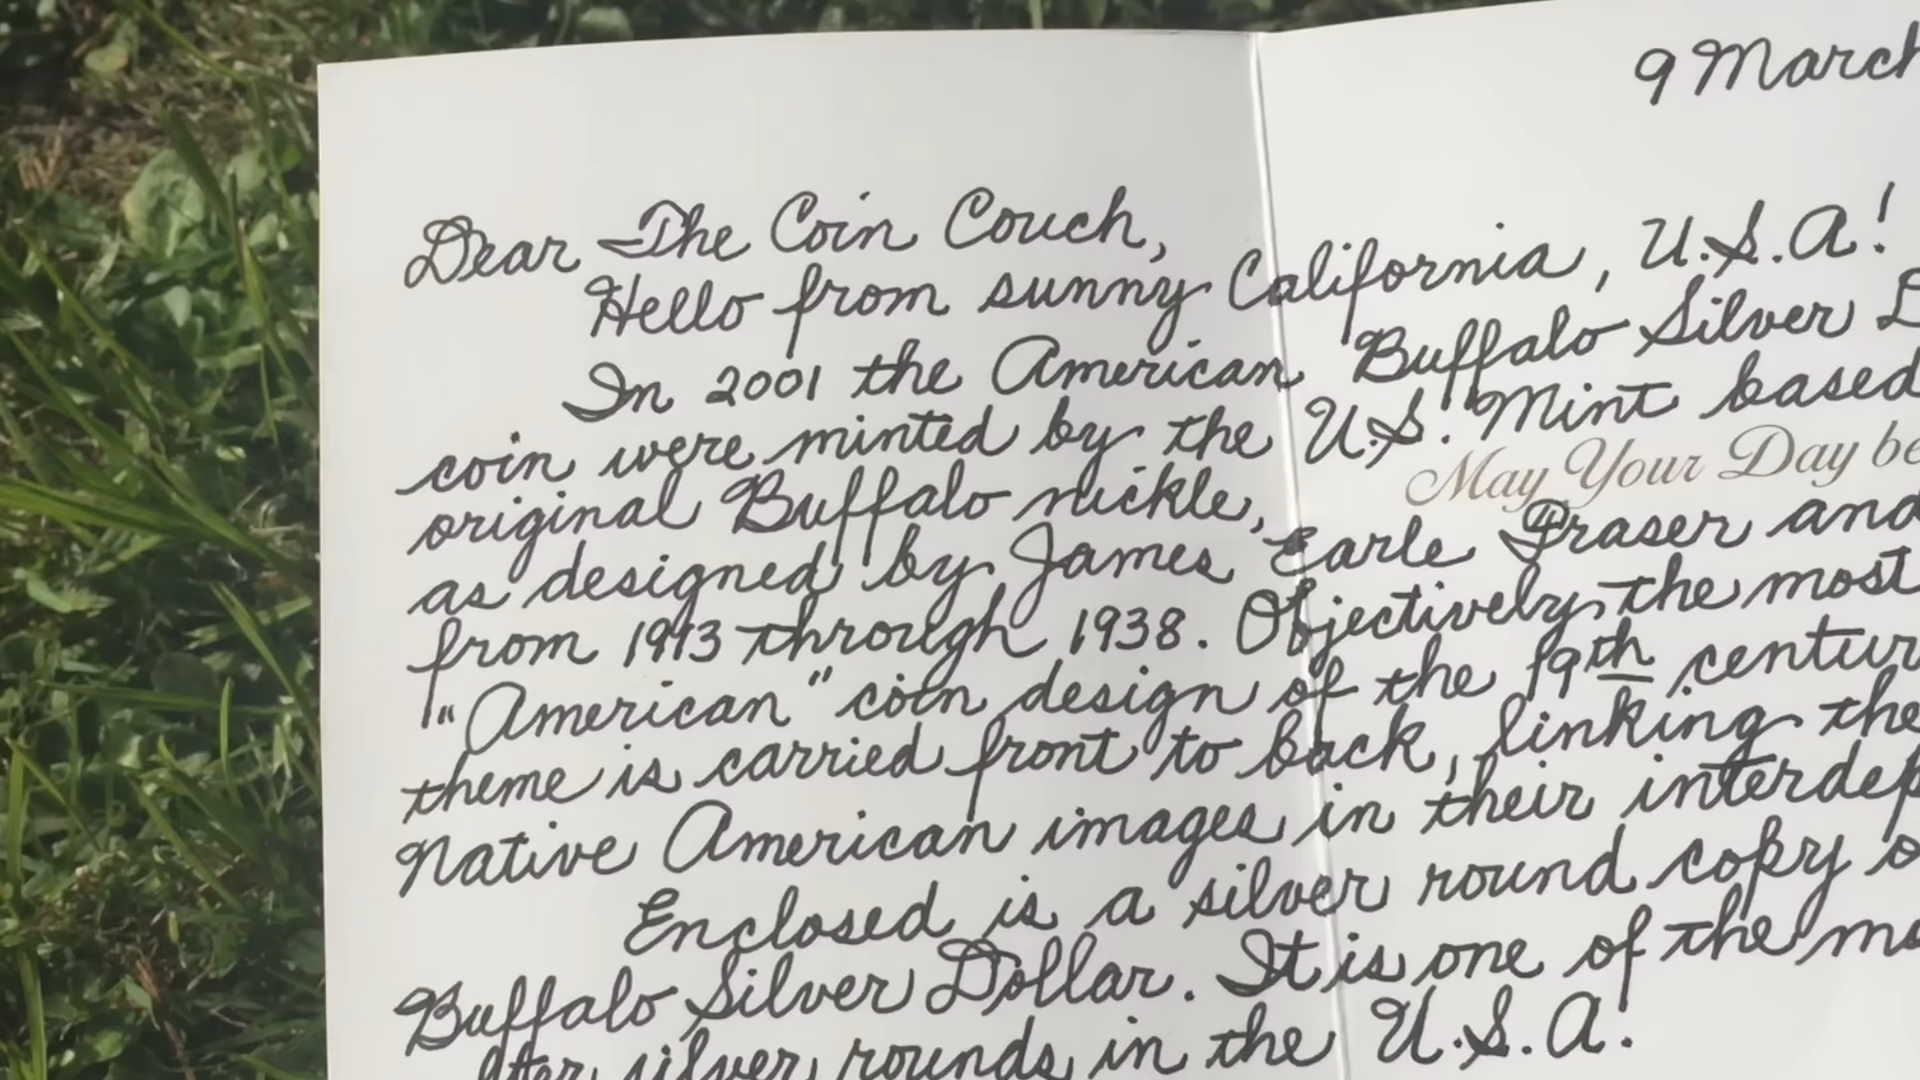 9 March
Dear The Coin Couch,
Hello from sunny California, U.S.A!
In 2001 the American Buffalo Silver
coin were minted by the U.S. Mint based
May Your Day be
original Buffalo nickle,
as designed by James Earle Fraser and
from 1913 through 1938. Objectively, the most
"American" coin design of the 19th
theme is carried front to back, linking the
Native American images in their
Enclosed is a silver round copy
Buffalo Silver Dollar. It is one of the
silver rounds in the U.S.A.